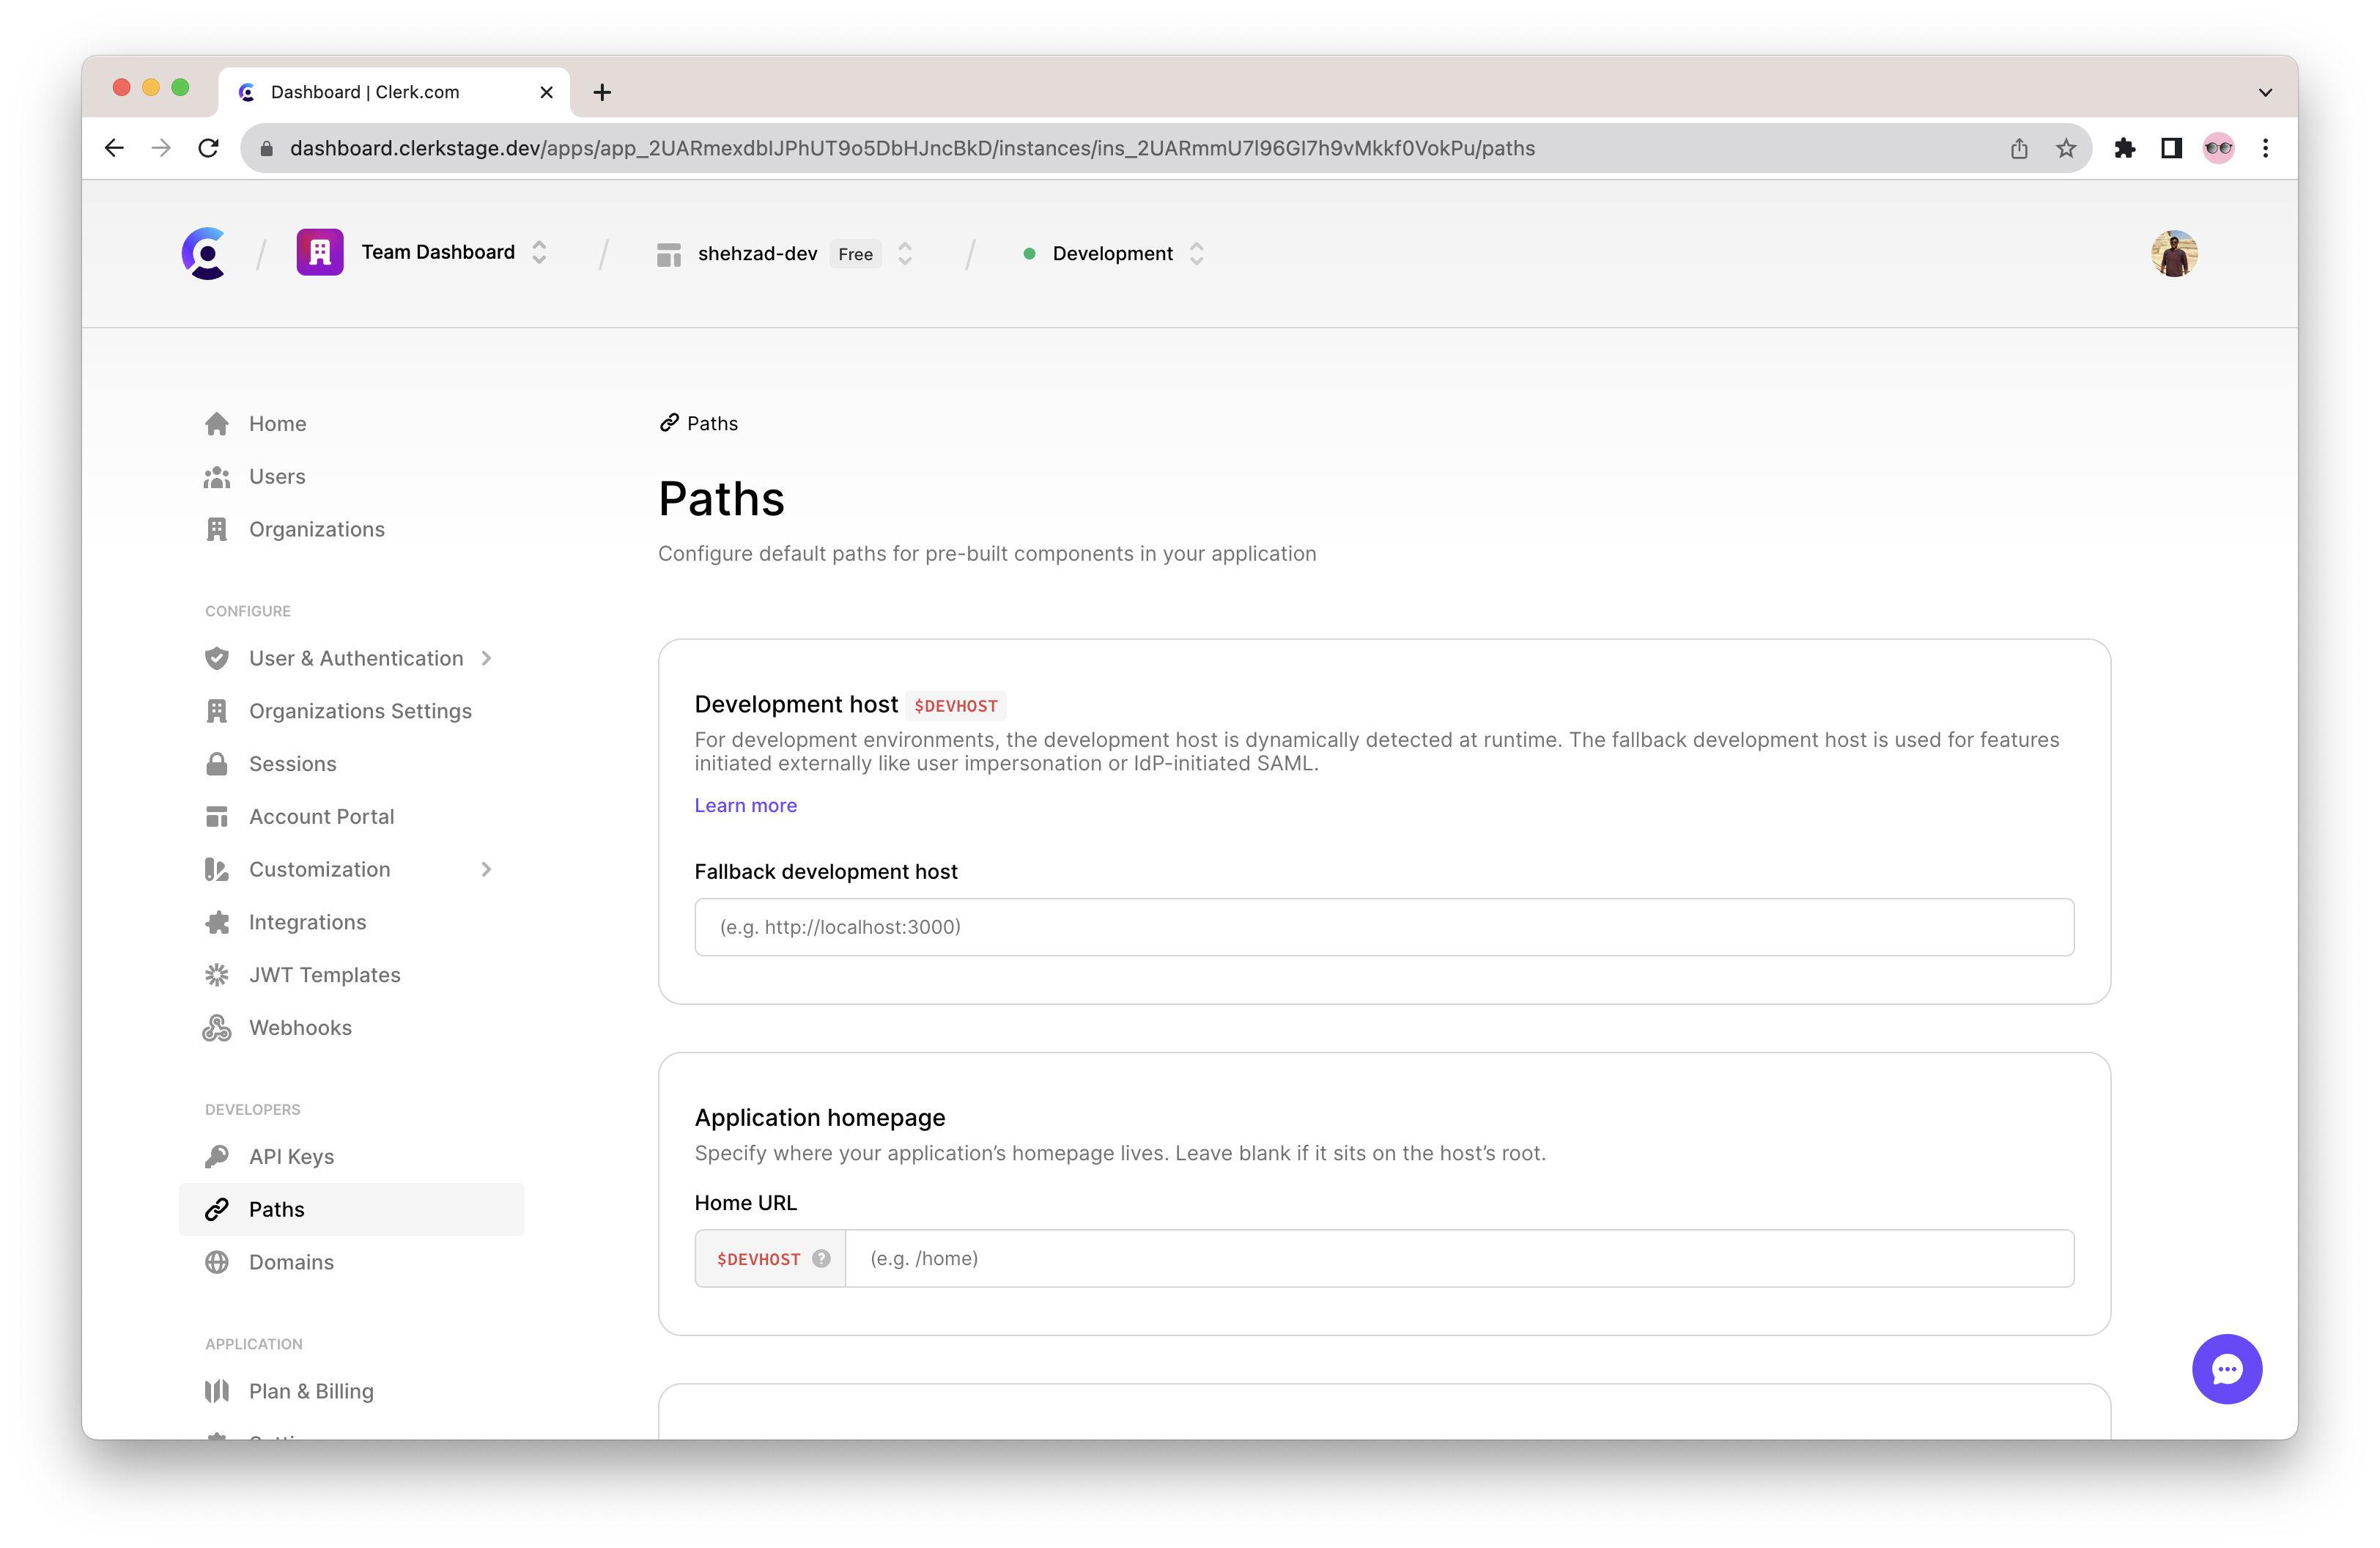 Dashboard | Clerk.com
dashboard.clerkstage.dev/apps/app_2UARmexdbIJPhUT9o5DbHJncBkD/instances/ins_2UARmmU7l96GI7h9vMkkf0VokPu/paths
Team Dashboard
shehzad-dev Free
Development
Home
Users
Organizations
CONFIGURE
User & Authentication
Organizations Settings
Sessions
Account Portal
Customization
Integrations
JWT Templates
Webhooks
DEVELOPERS
API Keys
Paths
Domains
APPLICATION
Plan & Billing
Paths
Paths
Configure default paths for pre-built components in your application
Development host $DEVHOST
For development environments, the development host is dynamically detected at runtime. The fallback development host is used for features
initiated externally like user impersonation or IdP-initiated SAML.
Learn more
Fallback development host
(e.g. http://localhost:3000)
Application homepage
Specify where your application’s homepage lives. Leave blank if it sits on the host’s root.
Home URL
$DEVHOST ? (e.g. /home)